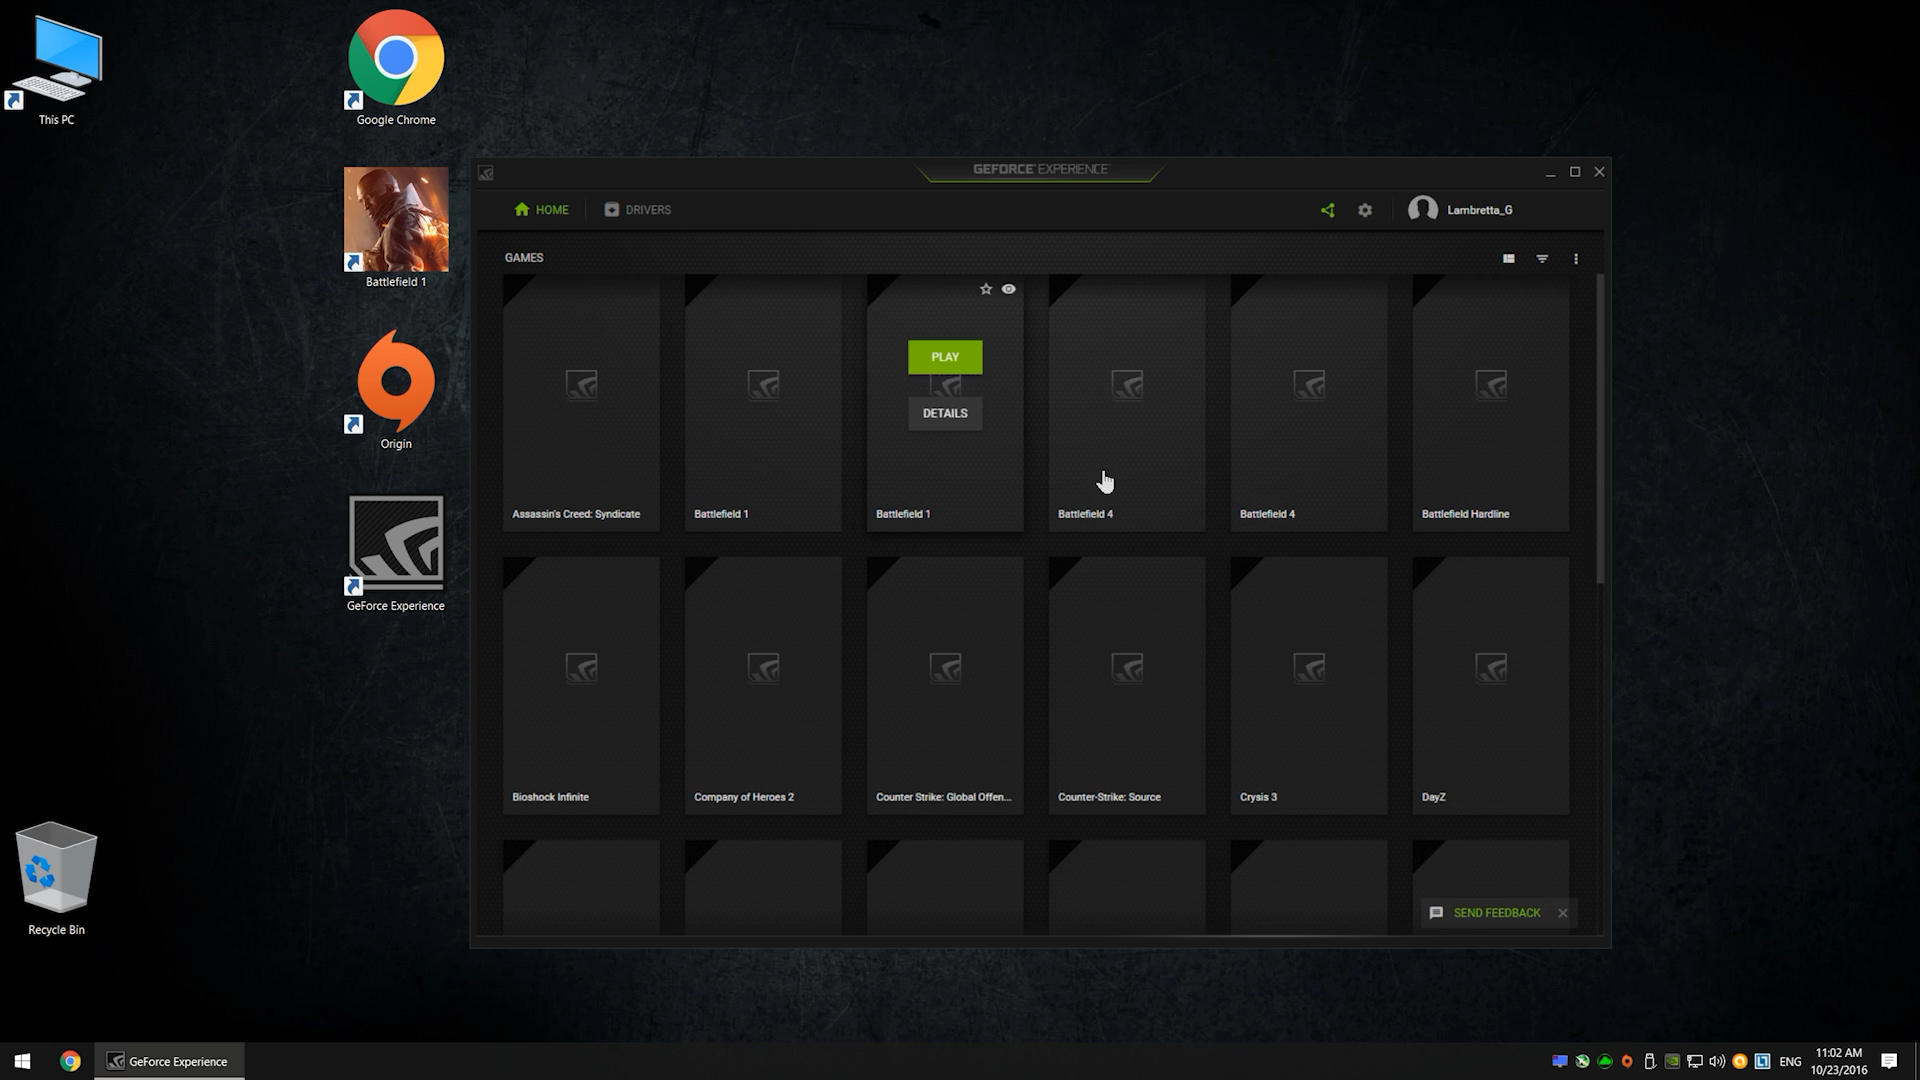 This PC
Google Chrome
Battlefield 1
Origin
GeForce Experience
Recycle Bin
GEFORCE EXPERIENCE
HOME
DRIVERS
Lambretta_G
GAMES
PLAY
DETAILS
Assassin's Creed: Syndicate
Battlefield 1
Battlefield 1
Battlefield 4
Battlefield 4
Battlefield Hardline
Bioshock Infinite
Company of Heroes 2
Counter Strike: Global Offen...
Counter-Strike: Source
Crysis 3
DayZ
SEND FEEDBACK
GeForce Experience
ENG
11:02 AM
10/23/2016